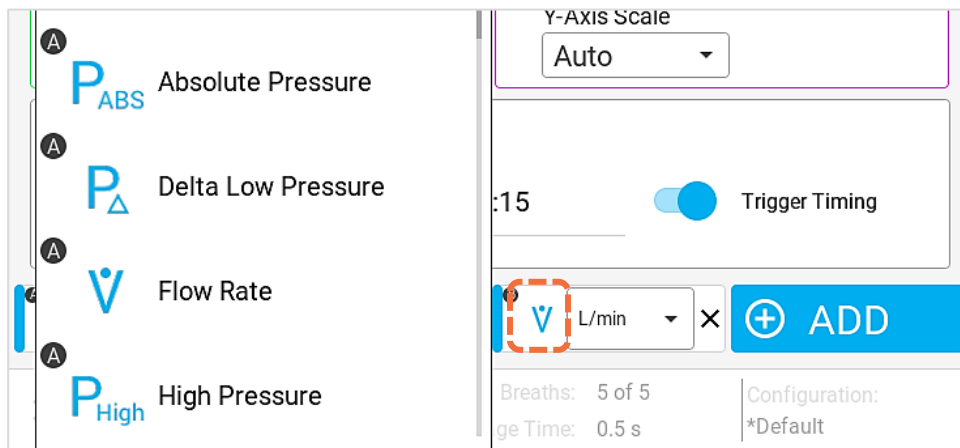 Y-Axis Scale
Auto
A
PABS Absolute Pressure
A
P△ Delta Low Pressure
:15
Trigger Timing
A
V̇ Flow Rate
V̇
L/min
ADD
A
PHigh High Pressure
Breaths: 5 of 5
ge Time: 0.5 s
Configuration:
*Default